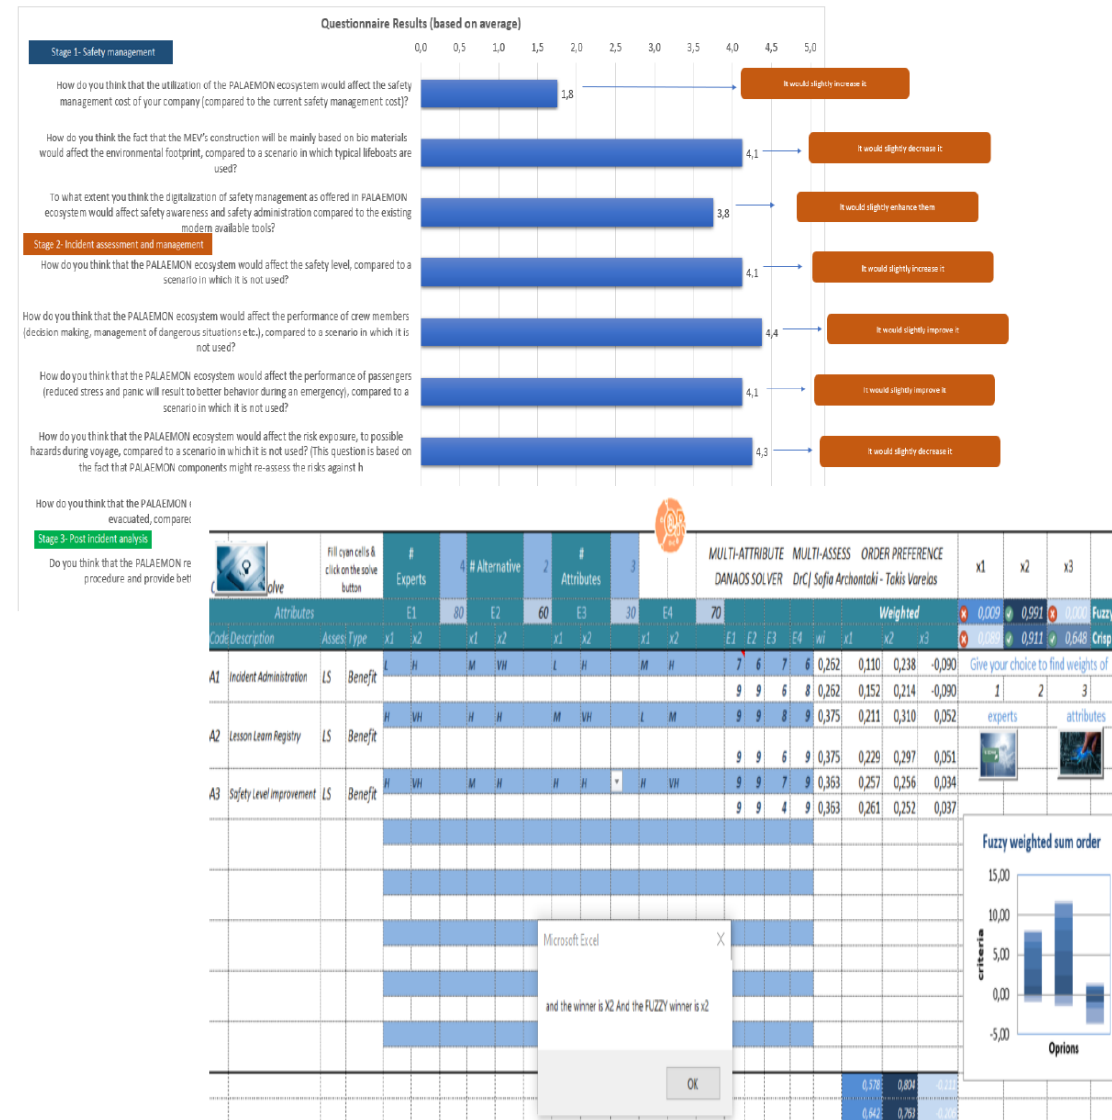 Questionnaire Results (based on average)
0,0 0,5 1,0 1,5 2,0 2,5 3,0 3,5 4,0 4,5 5,0
Stage 1- Safety management
How do you think that the utilization of the PALAEMON ecosystem would affect the safety
management cost of your company (compared to the current safety management cost)?
1,8
It would slightly increase it
How do you think the fact that the MEV's construction will be mainly based on bio materials
would affect the environmental footprint, compared to a scenario in which typical lifeboats are
used?
4,1
It would slightly decrease it
To what extent you think the digitalization of safety management as offered in PALAEMON
ecosystem would affect safety awareness and safety administration compared to the existing
modern available tools?
3,8
It would slightly enhance them
Stage 2- Incident assessment and management
How do you think that the PALAEMON ecosystem would affect the safety level, compared to a
scenario in which it is not used?
4,1
It would slightly increase it
How do you think that the PALAEMON ecosystem would affect the performance of crew members
(decision making, management of dangerous situations etc.), compared to a scenario in which it is
not used?
4,4
It would slightly improve it
How do you think that the PALAEMON ecosystem would affect the performance of passengers
(reduced stress and panic will result to better behavior during an emergency), compared to a
scenario in which it is not used?
4,1
It would slightly improve it
How do you think that the PALAEMON ecosystem would affect the risk exposure, to possible
hazards during voyage, compared to a scenario in which it is not used? (This question is based on
the fact that PALAEMON components might re-assess the risks against h
4,3
It would slightly decrease it
How do you think that the PALAEMON
evacuated, compared
Stage 3- Post incident analysis
Do you think that the PALAEMON re
procedure and provide bett
olve
Fill cyan cells &
click on the solve
button
# Experts 4 # Alternative 2 # Attributes 3
MULTI-ATTRIBUTE MULTI-ASSESS ORDER PREFERENCE
DANAOS SOLVER DrC| Sofia Archontaki - Takis Varelas
x1 x2 x3
Attributes E1 80 E2 60 E3 30 E4 70 Weighted 0,009 0,991 0,000 Fuzzy
Code Description Asses Type x1 x2 x1 x2 x1 x2 x1 x2 E1 E2 E3 E4 wi x1 x2 x3 0,089 0,911 0,648 Crisp
A1 Incident Administration LS Benefit L H M VH L H M H 7 6 7 6 0,262 0,110 0,238 -0,090
9 9 6 8 0,262 0,152 0,214 -0,090
Give your choice to find weights of
1 2 3
A2 Lesson Learn Registry LS Benefit H VH H H M VH L M 9 9 8 9 0,375 0,211 0,310 0,052
9 9 6 9 0,375 0,229 0,297 0,051
experts attributes
A3 Safety Level Improvement LS Benefit H VH M H H H H VH 9 9 7 9 0,363 0,257 0,256 0,034
9 9 4 9 0,363 0,261 0,252 0,037
Fuzzy weighted sum order
15,00
10,00
5,00
0,00
-5,00
criteria
Oprions
Microsoft Excel
and the winner is X2 And the FUZZY winner is x2
OK
0,578 0,804
0,642 0,763